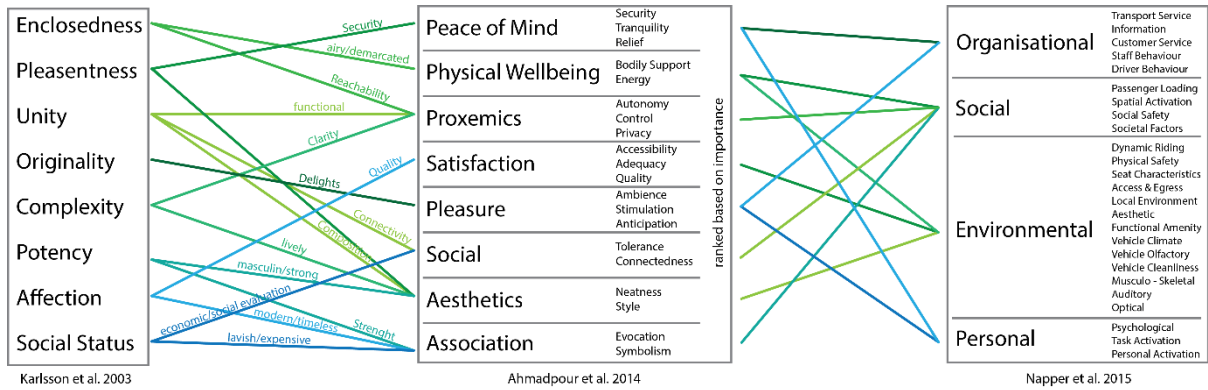 Enclosedness
Pleasentness
Unity
Originality
Complexity
Potency
Affection
Social Status
Karlsson et al. 2003
Security
airy/demarcated
Reachability
functional
Clarity
Quality
Delights
Connectivity
Composition
lively
masculin/strong
economic/social evaluation
modern/timeless
Strenght
lavish/expensive
Peace of Mind
Security
Tranquility
Relief
Physical Wellbeing
Bodily Support
Energy
Proxemics
Autonomy
Control
Privacy
Satisfaction
Accessibility
Adequacy
Quality
Pleasure
Ambience
Stimulation
Anticipation
Social
Tolerance
Connectedness
Aesthetics
Neatness
Style
Association
Evocation
Symbolism
ranked based on importance
Ahmadpour et al. 2014
Organisational
Transport Service
Information
Customer Service
Staff Behaviour
Driver Behaviour
Social
Passenger Loading
Spatial Activation
Social Safety
Societal Factors
Environmental
Dynamic Riding
Physical Safety
Seat Characteristics
Access & Egress
Local Environment
Aesthetic
Functional Amenity
Vehicle Climate
Vehicle Olfactory
Vehicle Cleanliness
Musculo - Skeletal
Auditory
Optical
Personal
Psychological
Task Activation
Personal Activation
Napper et al. 2015